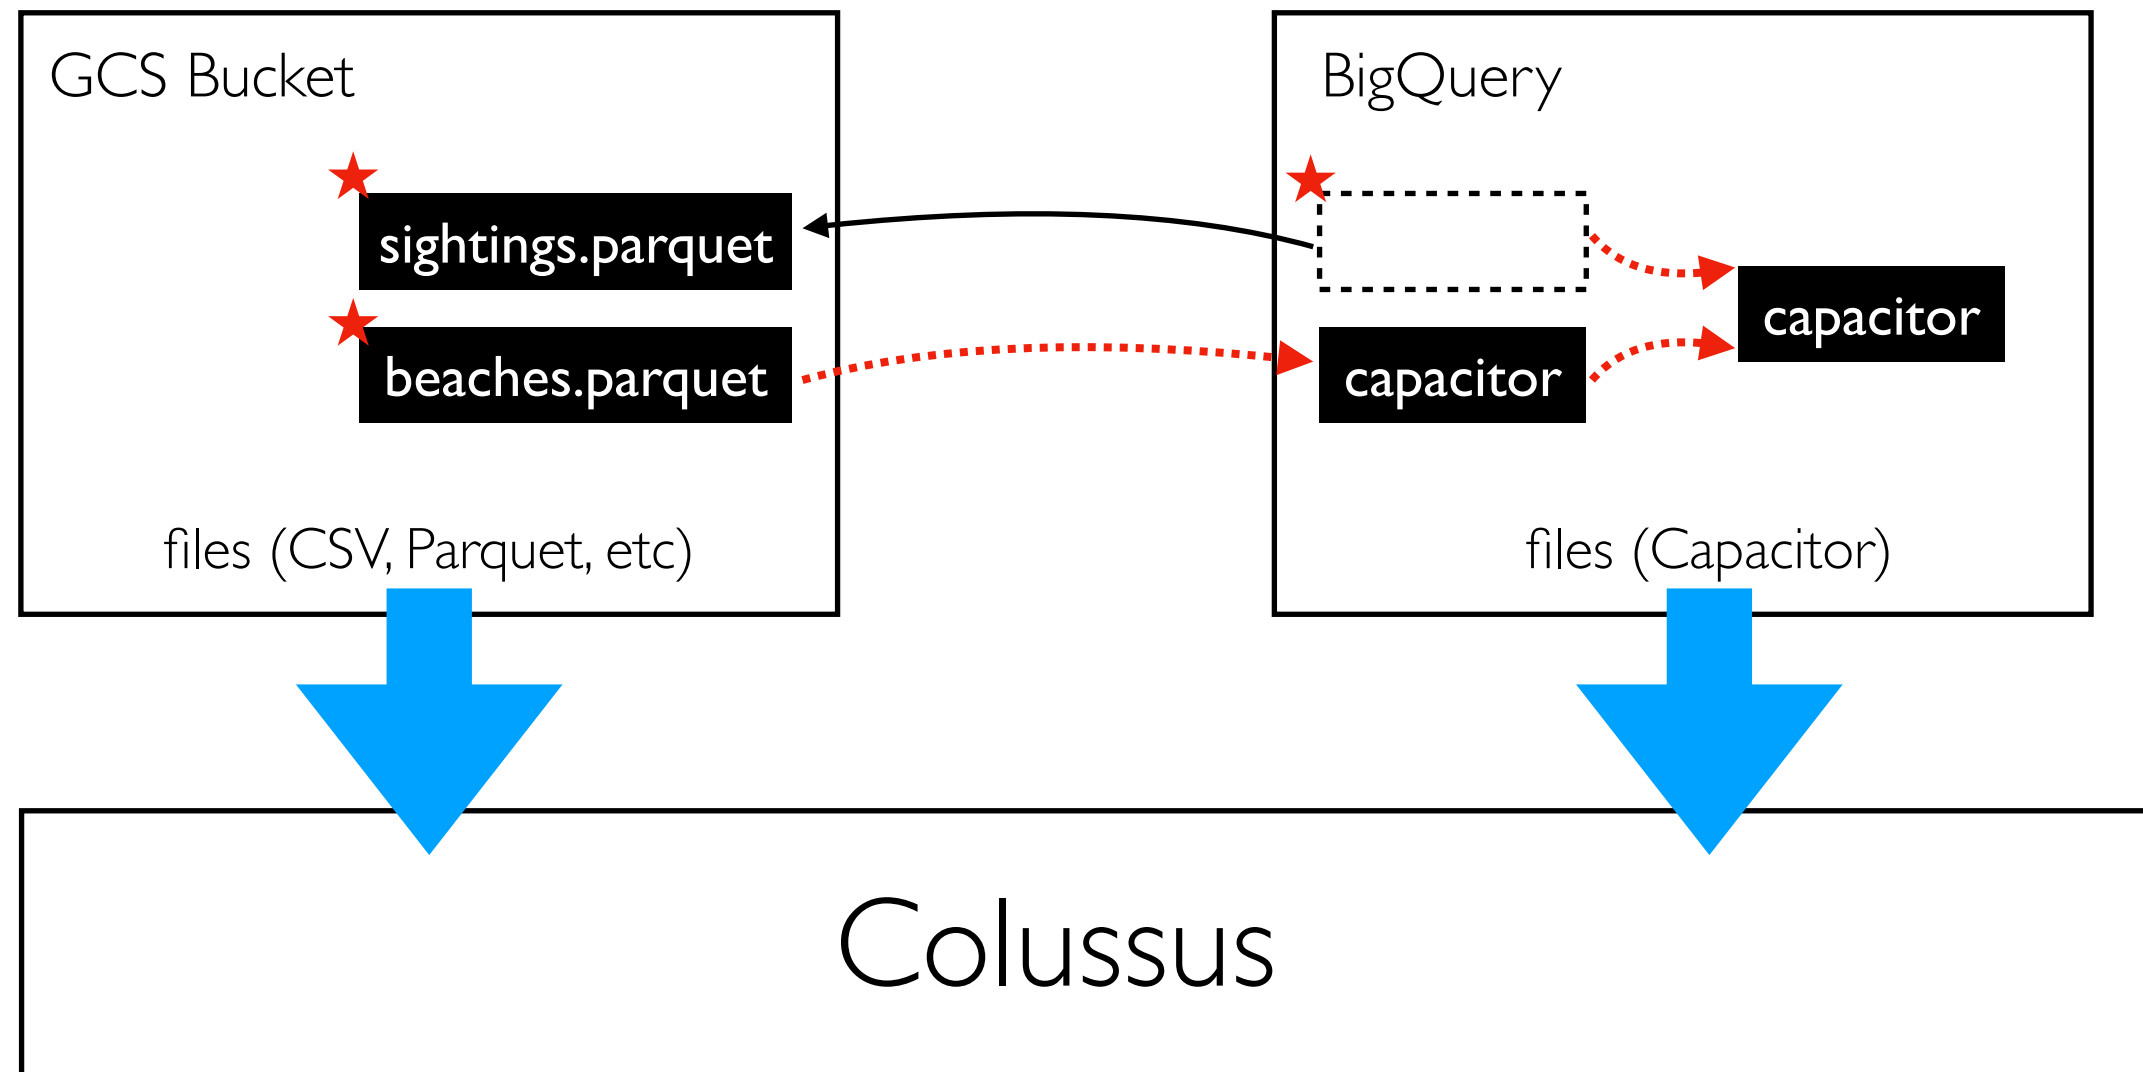 GCS Bucket
BigQuery
sightings.parquet
beaches.parquet
capacitor
capacitor
files (CSV, Parquet, etc)
files (Capacitor)
Colussus